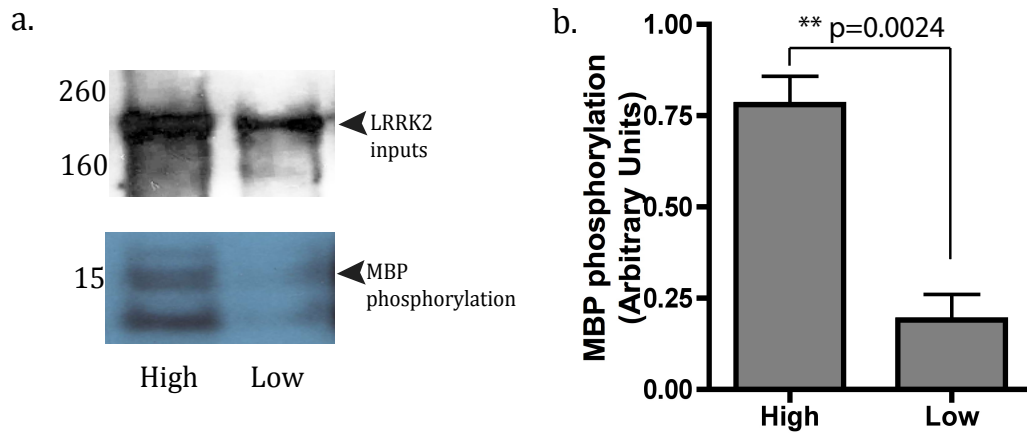 a.
260
160
LRRK2
inputs
15
MBP
phosphorylation
High Low
b.
MBP phosphorylation
(Arbitrary Units)
1.00
0.75
0.50
0.25
0.00
** p=0.0024
High Low